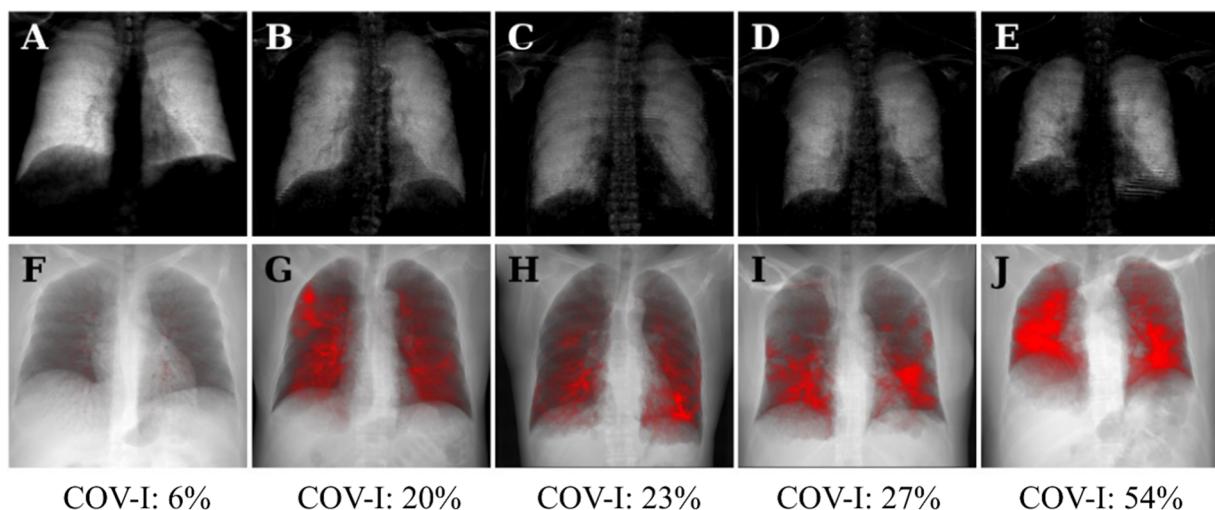 A B C D E
F G H I J
COV-I: 6% COV-I: 20% COV-I: 23% COV-I: 27% COV-I: 54%